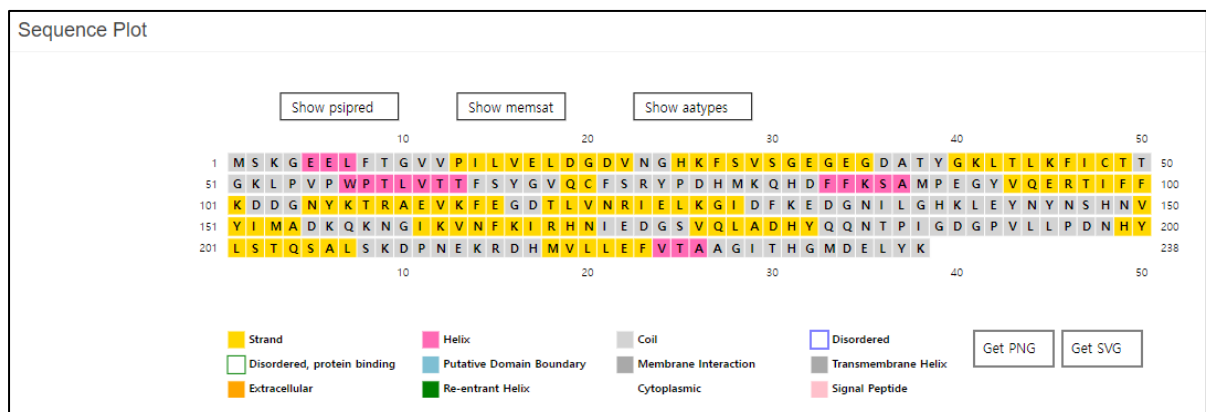 Sequence Plot
Show psipred Show memsat Show aatypes
10 20 30 40 50
1 M S K G E E L F T G V V P I L V E L D G D V N G H K F S V S G E G E G D A T Y G K L T L K F I C T T 50
51 G K L P V P W P T L V T T F S Y G V Q C F S R Y P D H M K Q H D F F K S A M P E G Y V Q E R T I F F 100
101 K D D G N Y K T R A E V K F E G D T L V N R I E L K G I D F K E D G N I L G H K L E Y N Y N S H N V 150
151 Y I M A D K Q K N G I K V N F K I R H N I E D G S V Q L A D H Y Q Q N T P I G D G P V L L P D N H Y 200
201 L S T Q S A L S K D P N E K R D H M V L L E F V T A A G I T H G M D E L Y K 238
10 20 30 40 50
Strand Helix Coil Disordered
Disordered, protein binding Putative Domain Boundary Membrane Interaction Transmembrane Helix
Extracellular Re-entrant Helix Cytoplasmic Signal Peptide
Get PNG Get SVG